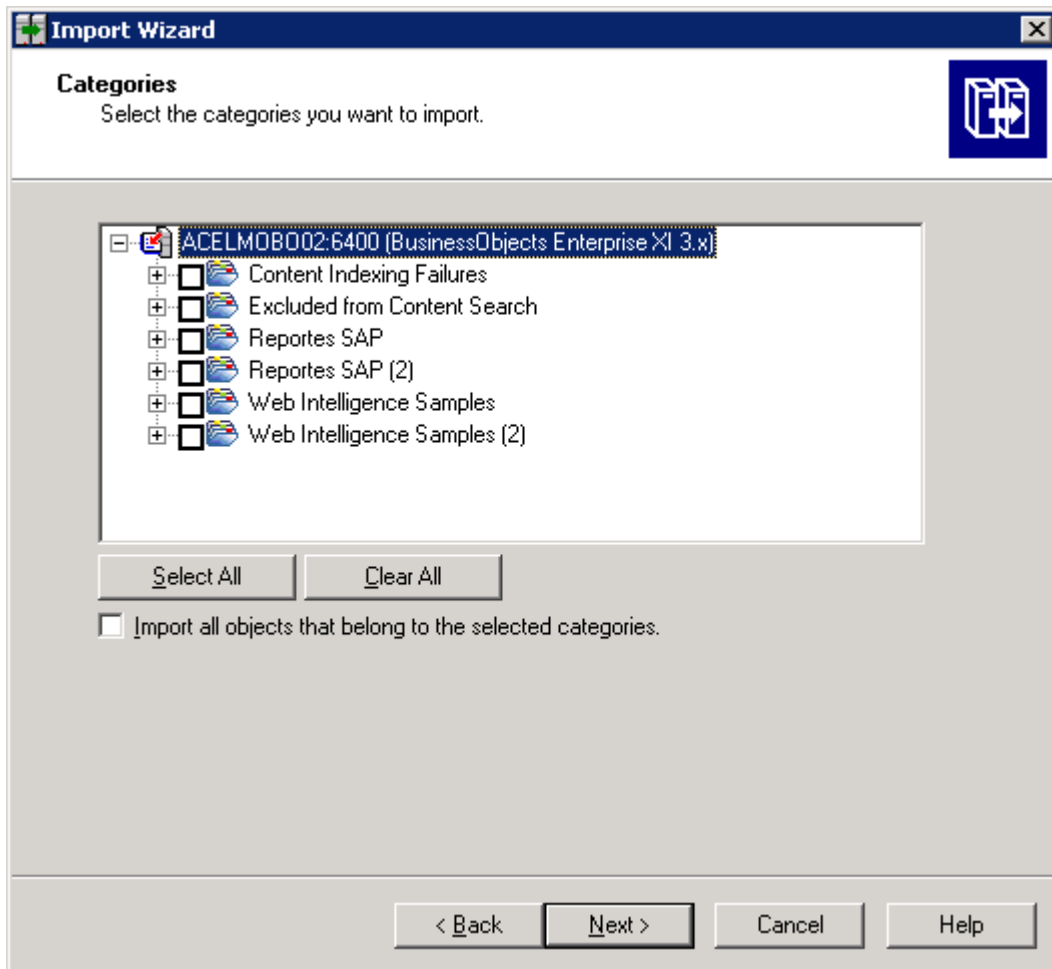 Import Wizard
Categories
Select the categories you want to import.
ACELMOBO02:6400 (BusinessObjects Enterprise XI 3.x)
Content Indexing Failures
Excluded from Content Search
Reportes SAP
Reportes SAP (2)
Web Intelligence Samples
Web Intelligence Samples (2)
Select All Clear All
Import all objects that belong to the selected categories.
< Back Next > Cancel Help